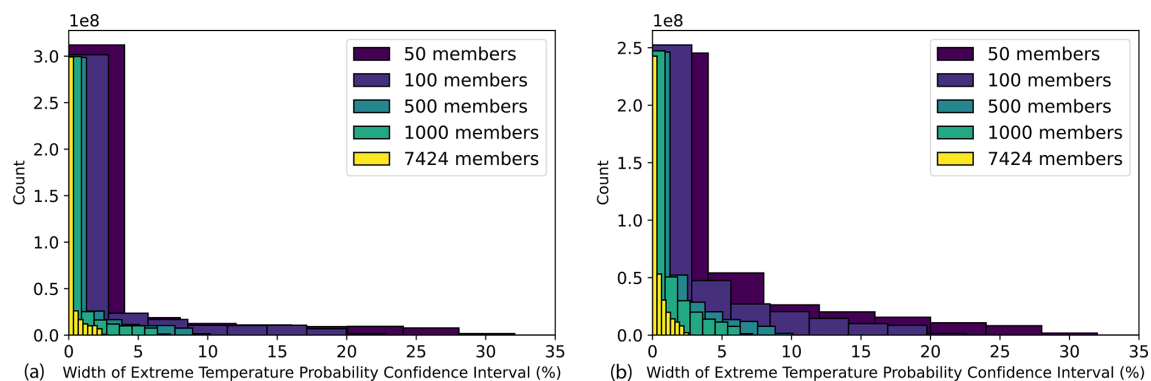 1e8
3.0
2.5
2.0
1.5
1.0
0.5
0.0
Count
50 members
100 members
500 members
1000 members
7424 members
0 5 10 15 20 25 30 35
(a) Width of Extreme Temperature Probability Confidence Interval (%)
1e8
2.5
2.0
1.5
1.0
0.5
0.0
Count
50 members
100 members
500 members
1000 members
7424 members
0 5 10 15 20 25 30 35
(b) Width of Extreme Temperature Probability Confidence Interval (%)